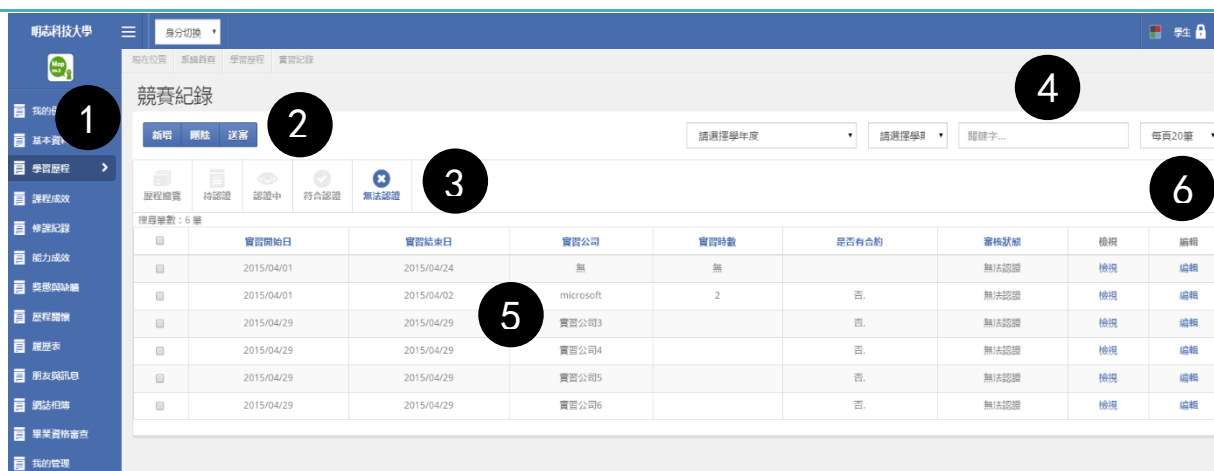 明志科技大學 身分切換 學生
現在位置 系統首頁 學習歷程 實習紀錄
競賽紀錄
新增 刪除 送審 請選擇學年度 請選擇學 關鍵字... 每頁20筆
歷程總覽 待認證 認證中 符合認證 無法認證
搜尋筆數：6 筆
實習開始日 實習結束日 實習公司 實習時數 是否有合約 審核狀態 檢視 編輯
2015/04/01 2015/04/24 無 無 無法認證 檢視 編輯
2015/04/01 2015/04/02 microsoft 2 否. 無法認證 檢視 編輯
2015/04/29 2015/04/29 實習公司3 否. 無法認證 檢視 編輯
2015/04/29 2015/04/29 實習公司4 否. 無法認證 檢視 編輯
2015/04/29 2015/04/29 實習公司5 否. 無法認證 檢視 編輯
2015/04/29 2015/04/29 實習公司6 否. 無法認證 檢視 編輯
我的
基本資
學習歷程
課程成效
修課紀錄
能力成效
獎懲與缺曠
歷程關懷
履歷表
朋友與訊息
網誌相簿
畢業資格審查
我的管理
1
2
3
4
5
6